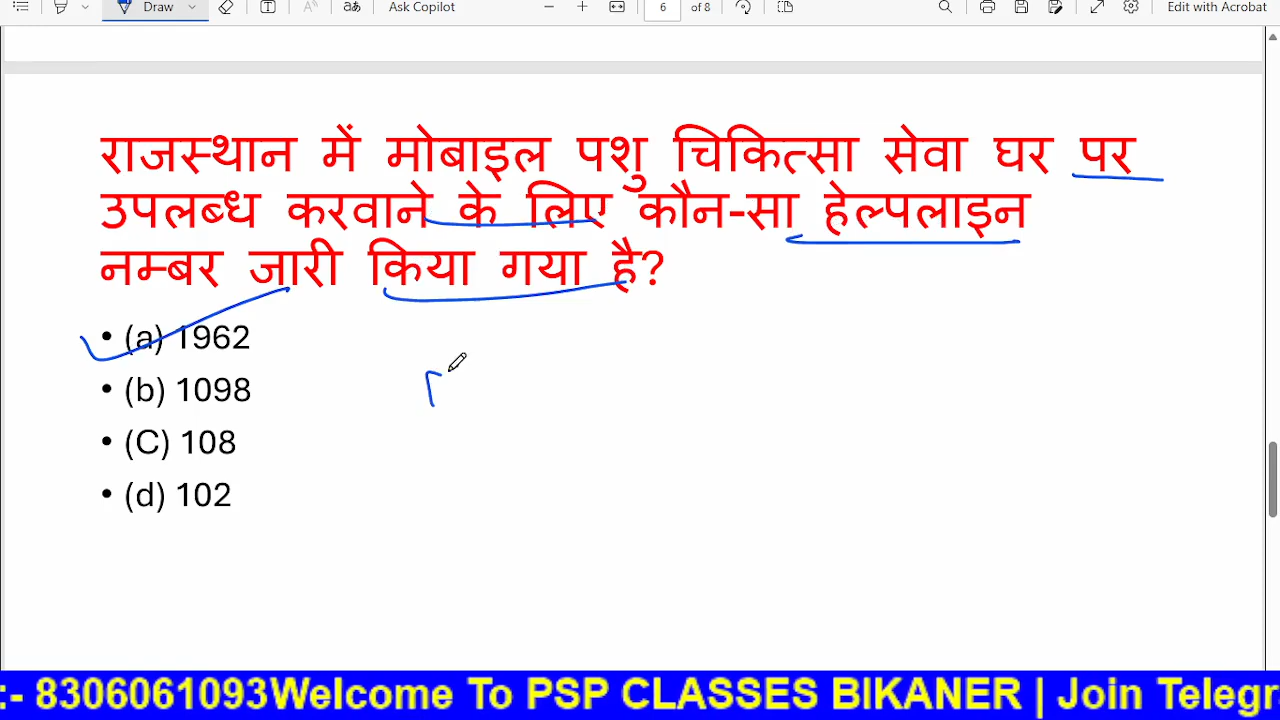 Draw
Ask Copilot
6 of 8
Edit with Acrobat
राजस्थान में मोबाइल पशु चिकित्सा सेवा घर पर
उपलब्ध करवाने के लिए कौन-सा हेल्पलाइन
नम्बर जारी किया गया है?
• (a) 1962
• (b) 1098
• (C) 108
• (d) 102
:- 8306061093Welcome To PSP CLASSES BIKANER | Join Telegr